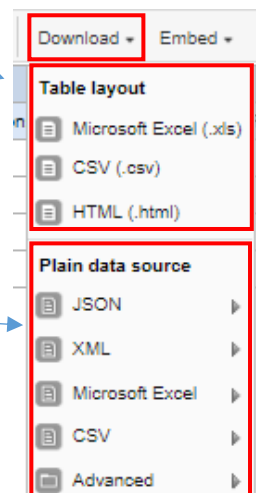 Download Embed
Table layout
Microsoft Excel (.xls)
CSV (.csv)
HTML (.html)
Plain data source
JSON
XML
Microsoft Excel
CSV
Advanced